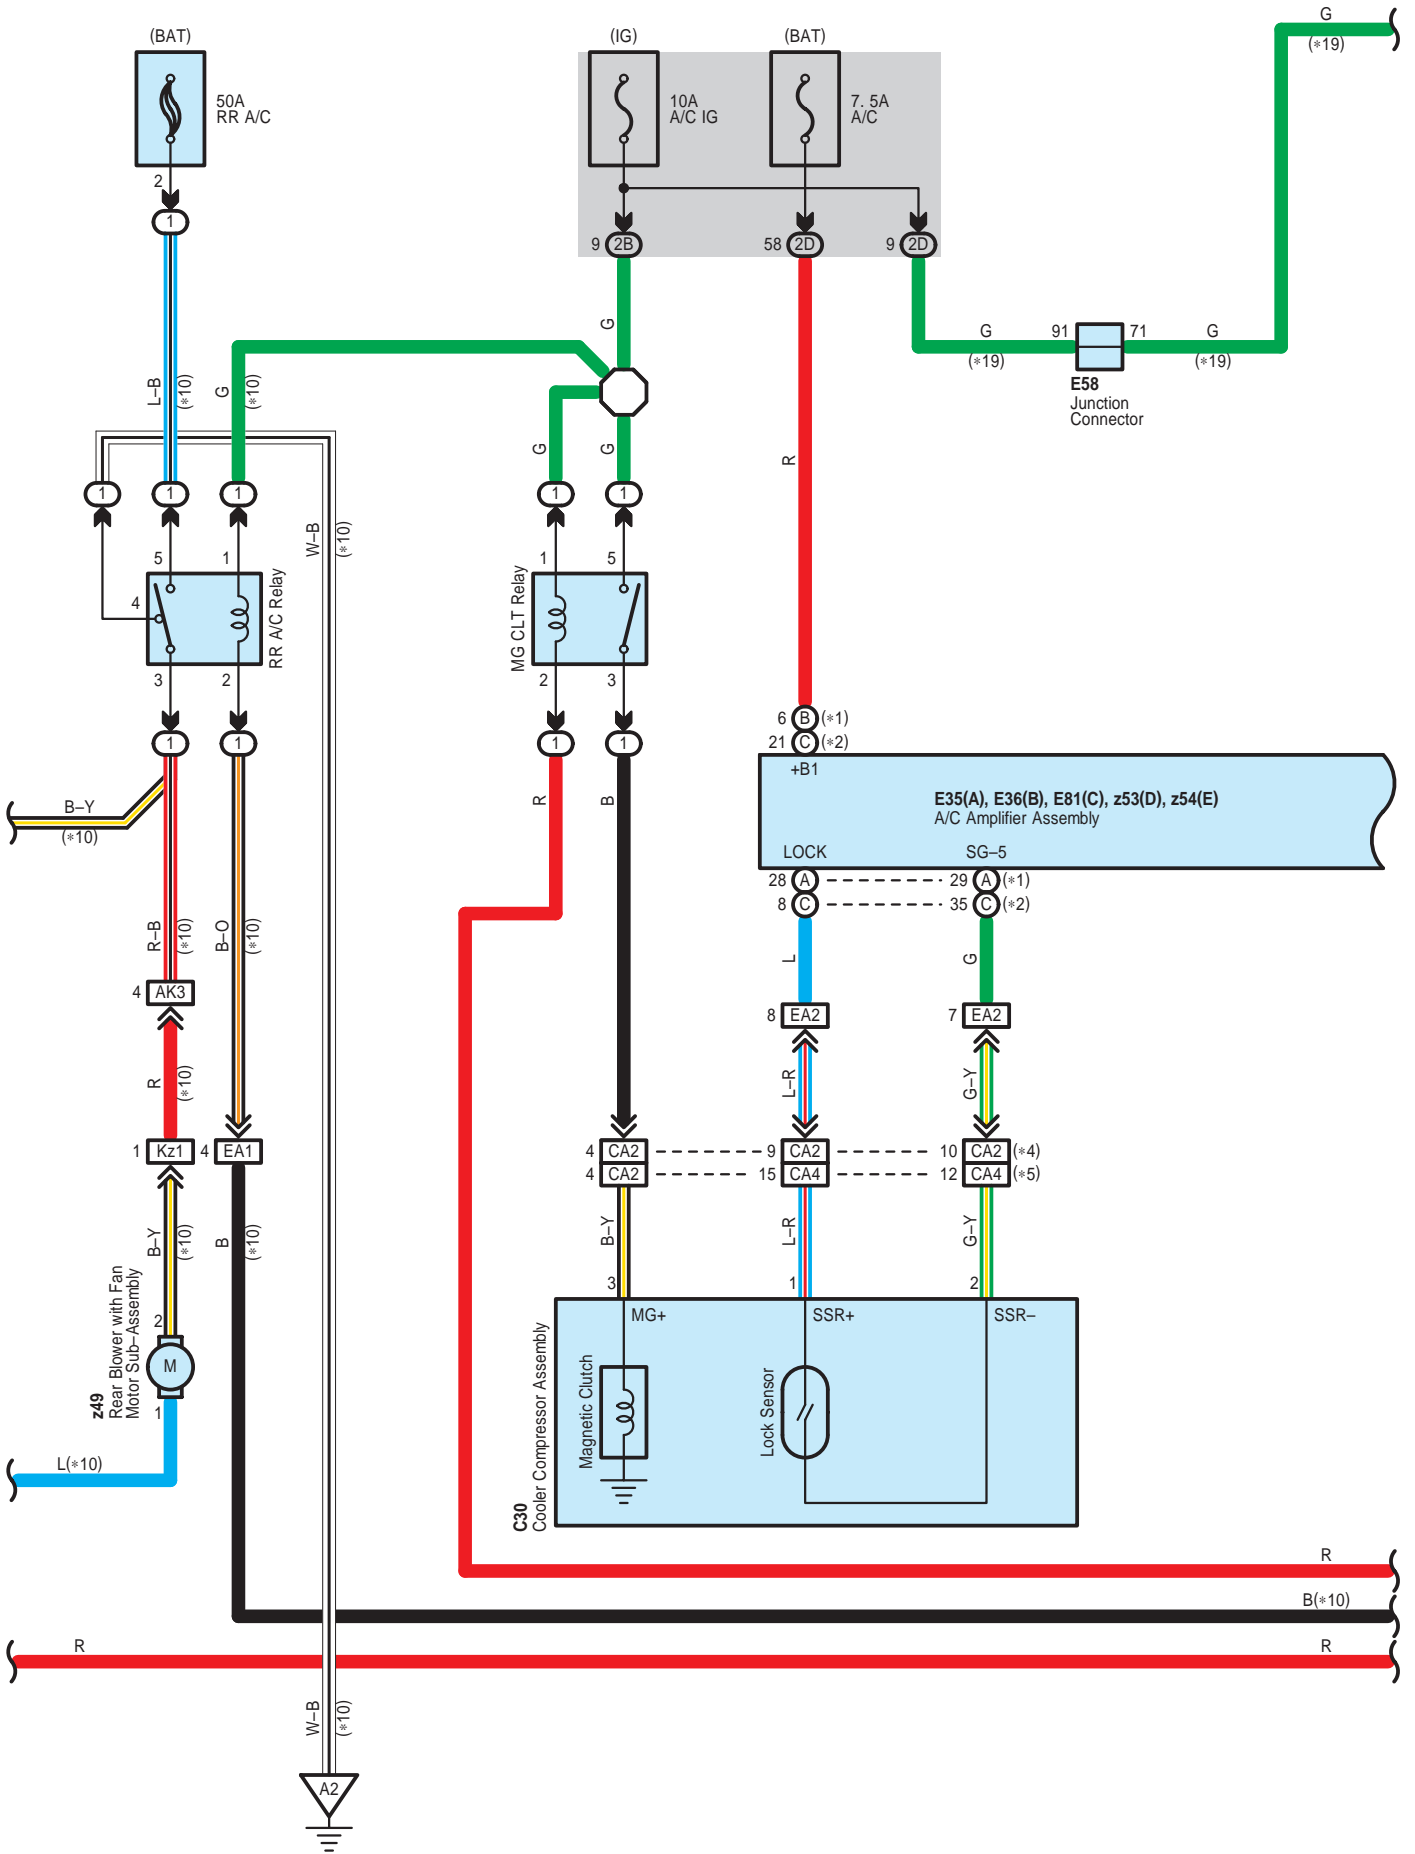 G
(*19)
(BAT)
(IG)
(BAT)
50A
RR A/C
10A
A/C IG
7. 5A
A/C
2
1
9 2B
58 2D
9 2D
G
G
(*19)
91
71
G
(*19)
E58
Junction
Connector
L–B
(*10)
G
(*10)
G
G
R
1
1
1
1
1
W–B
(*10)
5
1
4
RR A/C Relay
3
2
1
5
MG CLT Relay
2
3
1
1
1
1
6 B (*1)
21 C (*2)
+B1
E35(A), E36(B), E81(C), z53(D), z54(E)
A/C Amplifier Assembly
LOCK
SG–5
28 A
29 A (*1)
8 C
35 C (*2)
B–Y
(*10)
R
B
R–B
(*10)
B–O
(*10)
L
G
4 AK3
8 EA2
7 EA2
R
(*10)
L–R
G–Y
1 Kz1
4 EA1
4 CA2
9 CA2
10 CA2 (*4)
4 CA2
15 CA4
12 CA4 (*5)
B–Y
(*10)
B
(*10)
B–Y
L–R
G–Y
3
1
2
MG+
SSR+
SSR–
2
M
1
z49
Rear Blower with Fan
Motor Sub–Assembly
Magnetic Clutch
Lock Sensor
C30
Cooler Compressor Assembly
L(*10)
R
B(*10)
R
R
W–B
(*10)
A2